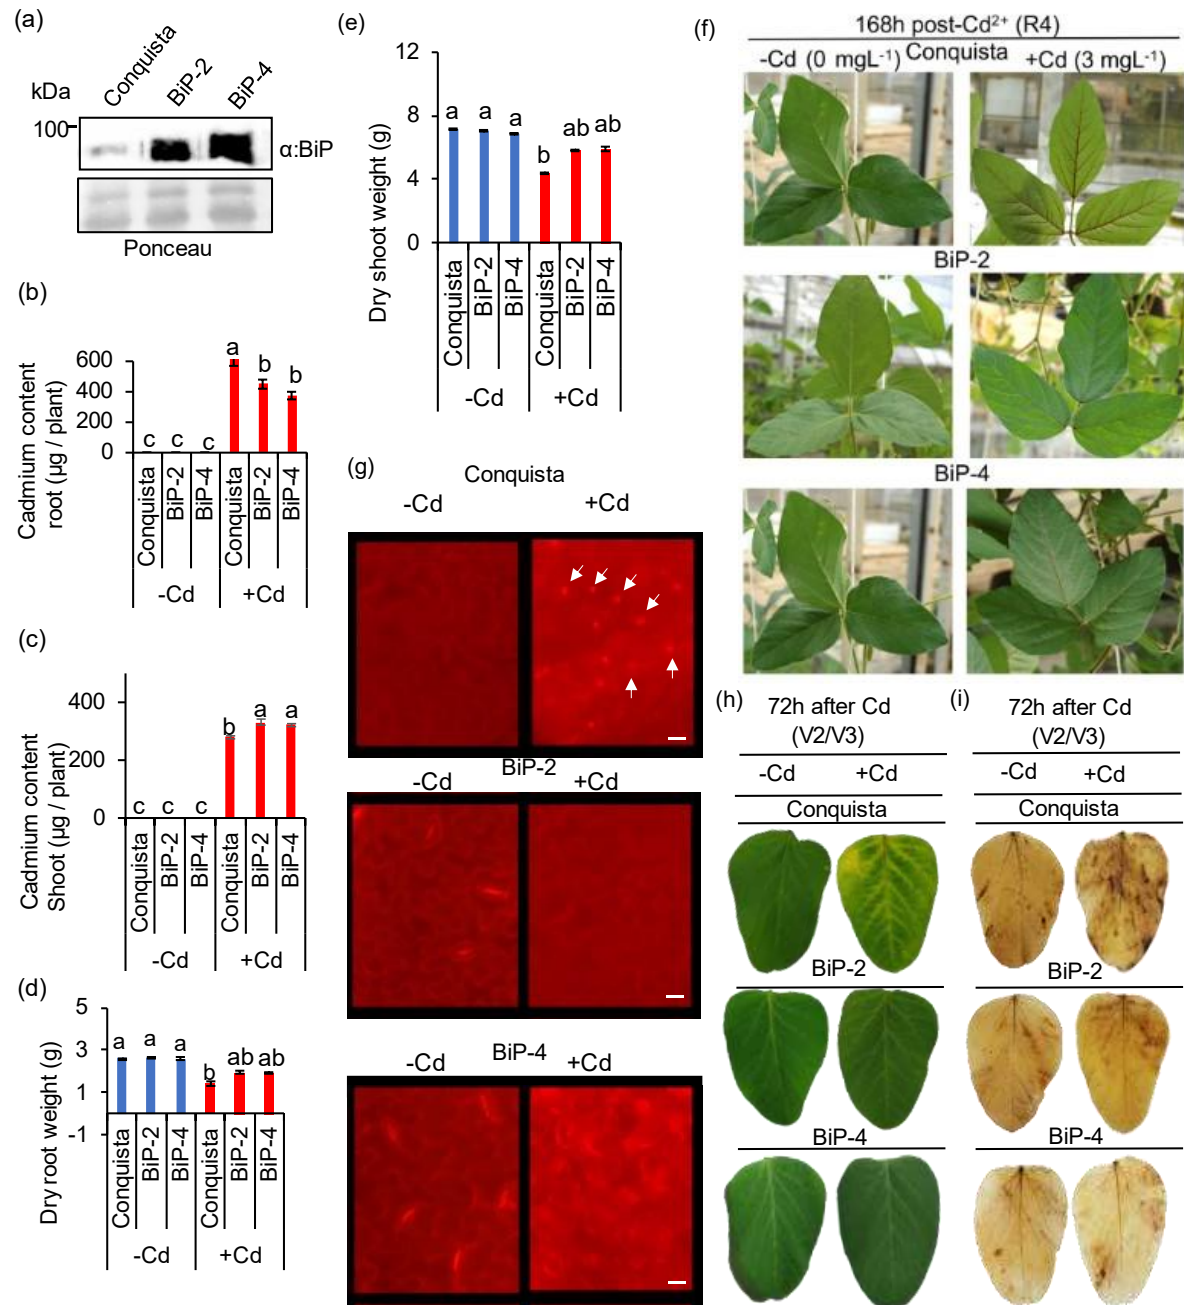 (a)
kDa
Conquista
BiP-2
BiP-4
100
α:BiP
Ponceau
(b)
Cadmium content
root (µg / plant)
600
400
200
0
c c c a b b
Conquista BiP-2 BiP-4 Conquista BiP-2 BiP-4
-Cd +Cd
(c)
Cadmium content
Shoot (µg / plant)
400
200
0
c c c b a a
Conquista BiP-2 BiP-4 Conquista BiP-2 BiP-4
-Cd +Cd
(d)
Dry root weight (g)
5
3
1
-1
a a a b ab ab
Conquista BiP-2 BiP-4 Conquista BiP-2 BiP-4
-Cd +Cd
(e)
Dry shoot weight (g)
12
8
4
0
a a a b ab ab
Conquista BiP-2 BiP-4 Conquista BiP-2 BiP-4
-Cd +Cd
(f)
168h post-Cd²⁺ (R4)
Conquista
-Cd (0 mgL⁻¹) +Cd (3 mgL⁻¹)
BiP-2
BiP-4
(g)
Conquista
-Cd +Cd
BiP-2
-Cd +Cd
BiP-4
-Cd +Cd
(h)
72h after Cd
(V2/V3)
-Cd +Cd
Conquista
BiP-2
BiP-4
(i)
72h after Cd
(V2/V3)
-Cd +Cd
Conquista
BiP-2
BiP-4